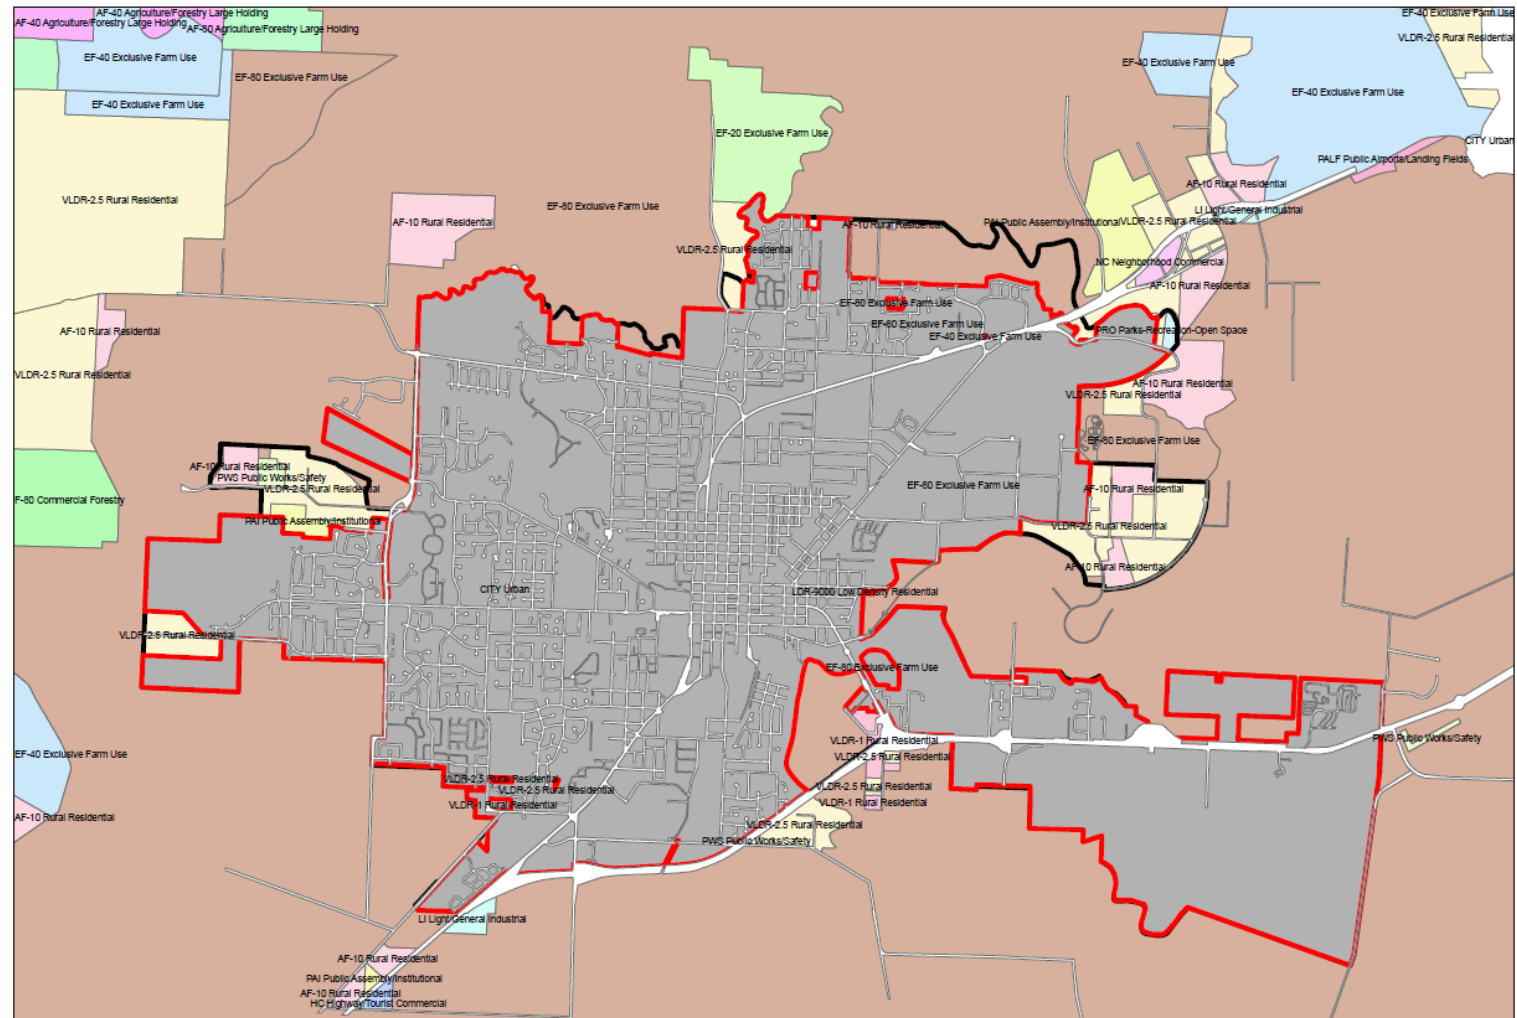 AF-40 Agriculture/Forestry Large Holding
EF-40 Exclusive Farm Use
AF-40 Agriculture/Forestry Large Holding
AF-80 Agriculture/Forestry Large Holding
VLDR-2.5 Rural Residential
EF-40 Exclusive Farm Use
EF-40 Exclusive Farm Use
EF-80 Exclusive Farm Use
EF-40 Exclusive Farm Use
EF-40 Exclusive Farm Use
EF-20 Exclusive Farm Use
CITY Urban
PALF Public Airports/Landing Fields
AF-10 Rural Residential
VLDR-2.5 Rural Residential
EF-80 Exclusive Farm Use
LI Light/General Industrial
AF-10 Rural Residential
AF-10 Rural Residential
PAI Public Assembly/Institutional
VLDR-2.5 Rural Residential
VLDR-2.5 Rural Residential
NC Neighborhood Commercial
AF-10 Rural Residential
EF-80 Exclusive Farm Use
EF-80 Exclusive Farm Use
AF-10 Rural Residential
PRO Parks-Recreation-Open Space
EF-40 Exclusive Farm Use
VLDR-2.5 Rural Residential
AF-10 Rural Residential
VLDR-2.5 Rural Residential
EF-80 Exclusive Farm Use
AF-10 Rural Residential
PWS Public Works/Safety
VLDR-2.5 Rural Residential
EF-80 Exclusive Farm Use
AF-10 Rural Residential
F-80 Commercial Forestry
PAI Public Assembly/Institutional
VLDR-2.5 Rural Residential
AF-10 Rural Residential
CITY Urban
LDR-9000 Low Density Residential
VLDR-2.5 Rural Residential
EF-80 Exclusive Farm Use
VLDR-1 Rural Residential
PWS Public Works/Safety
EF-40 Exclusive Farm Use
VLDR-2.5 Rural Residential
VLDR-2.5 Rural Residential
VLDR-2.5 Rural Residential
VLDR-2.5 Rural Residential
VLDR-1 Rural Residential
VLDR-1 Rural Residential
AF-10 Rural Residential
VLDR-2.5 Rural Residential
PWS Public Works/Safety
LI Light/General Industrial
AF-10 Rural Residential
PAI Public Assembly/Institutional
AF-10 Rural Residential
HC Highway/Tourist Commercial